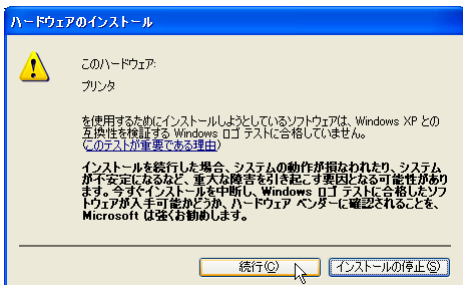 ハードウェアのインストール
このハードウェア:
プリンタ
を使用するためにインストールしようとしているソフトウェアは、Windows XP との
互換性を検証する Windows ロゴ テストに合格していません。
(このテストが重要である理由)
インストールを続行した場合、システムの動作が損なわれたり、システム
が不安定になるなど、重大な障害を引き起こす要因となる可能性があり
ます。今すぐインストールを中断し、Windows ロゴ テストに合格したソフ
トウェアが入手可能かどうか、ハードウェア ベンダーに確認されることを、
Microsoft は強くお勧めします。
続行(C)
インストールの停止(S)